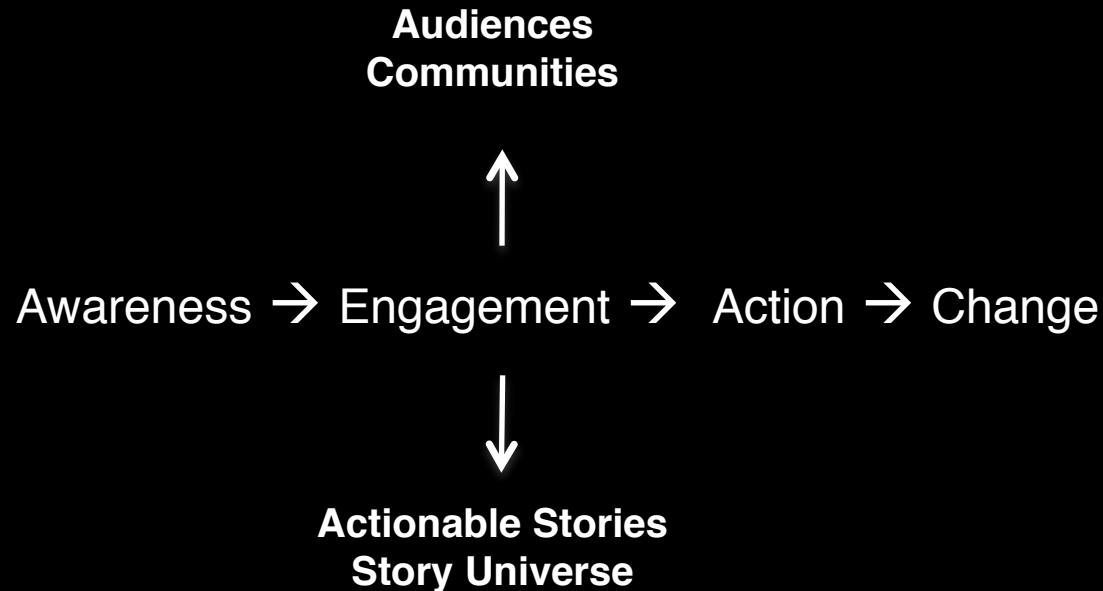 Audiences
Communities
Awareness → Engagement → Action → Change
Actionable Stories
Story Universe